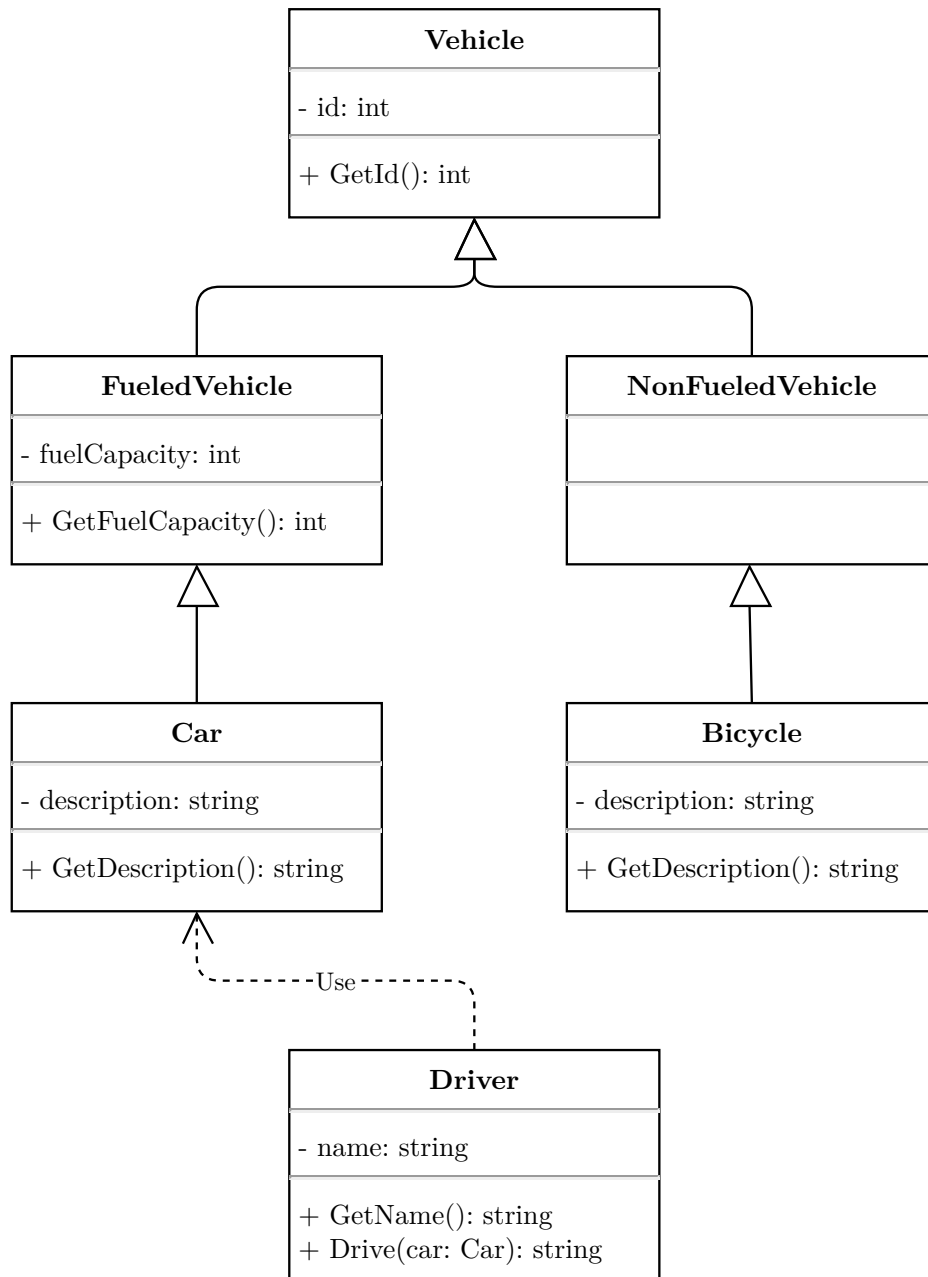 Vehicle
- id: int
+ GetId(): int
FueledVehicle
- fuelCapacity: int
+ GetFuelCapacity(): int
NonFueledVehicle
Car
- description: string
+ GetDescription(): string
Bicycle
- description: string
+ GetDescription(): string
Use
Driver
- name: string
+ GetName(): string
+ Drive(car: Car): string